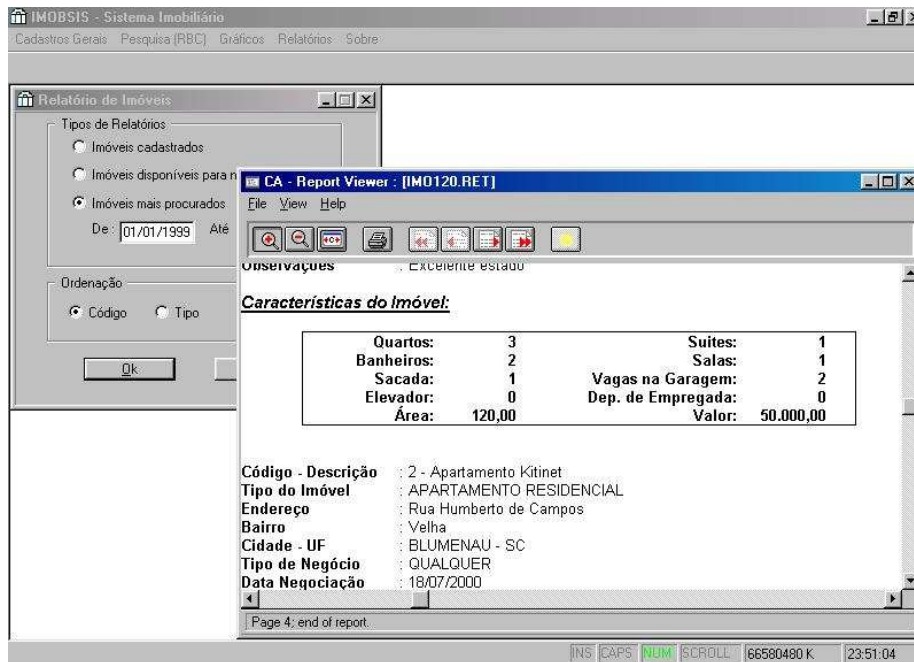 IMOBSIS - Sistema Imobiliário
Cadastros Gerais Pesquisa (RBC) Gráficos Relatórios Sobre
Relatório de Imóveis
Tipos de Relatórios
Imóveis cadastrados
Imóveis disponíveis para n
Imóveis mais procurados
De : 01/01/1999 Até
Ordenação
Código Tipo
Ok
CA - Report Viewer : [IMO120.RET]
File View Help
Observações : Excelente estado
Características do Imóvel:
Quartos: 3 Suites: 1
Banheiros: 2 Salas: 1
Sacada: 1 Vagas na Garagem: 2
Elevador: 0 Dep. de Empregada: 0
Área: 120,00 Valor: 50.000,00
Código - Descrição : 2 - Apartamento Kitinet
Tipo do Imóvel : APARTAMENTO RESIDENCIAL
Endereço : Rua Humberto de Campos
Bairro : Velha
Cidade - UF : BLUMENAU - SC
Tipo de Negócio : QUALQUER
Data Negociação : 18/07/2000
Page 4; end of report.
INS CAPS NUM SCROLL 66580480 K 23:51:04